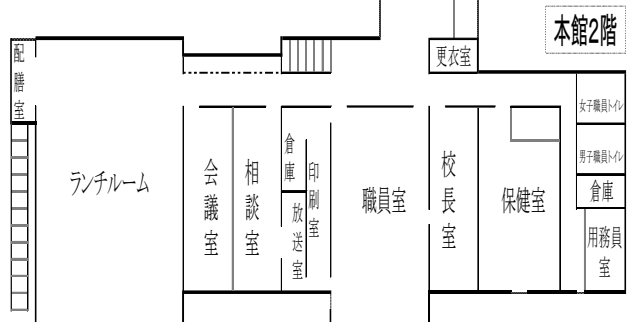 本館2階
配膳室
更衣室
女子職員トイレ
男子職員トイレ
倉庫
用務員室
ランチルーム
会議室
相談室
倉庫
放送室
印刷室
職員室
校長室
保健室